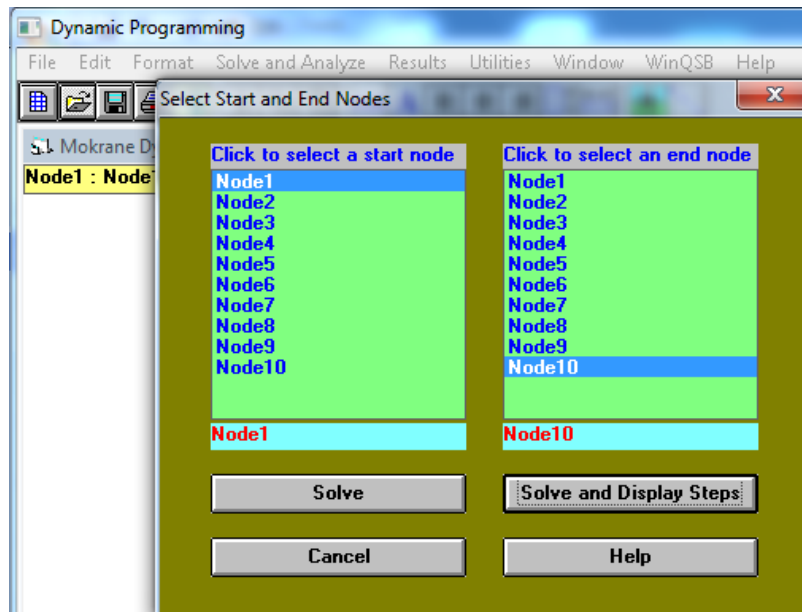 Dynamic Programming
File Edit Format Solve and Analyze Results Utilities Window WinQSB Help
Select Start and End Nodes
Mokrane Dy
Node1 : Node1
Click to select a start node
Node1
Node2
Node3
Node4
Node5
Node6
Node7
Node8
Node9
Node10
Node1
Click to select an end node
Node1
Node2
Node3
Node4
Node5
Node6
Node7
Node8
Node9
Node10
Node10
Solve
Solve and Display Steps
Cancel
Help